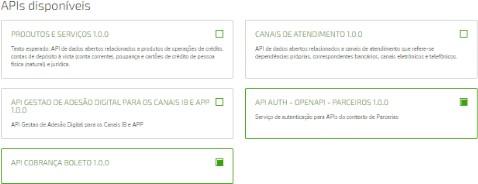 APIs disponíveis
PRODUTOS E SERVIÇOS 1.0.0
Texto esperado: API de dados abertos relacionados a produtos de operações de crédito,
contas de depósito à vista (conta corrente), poupança e cartões de crédito de pessoa
física (natural) e jurídica.
CANAIS DE ATENDIMENTO 1.0.0
API de dados abertos relacionados a canais de atendimento que refere-se
dependências próprias, correspondentes bancários, canais eletrônicos e telefônicos.
API GESTAO DE ADESÃO DIGITAL PARA OS CANAIS IB E APP
1.0.0
API Gestao de Adesão Digital para os Canais IB e APP
API AUTH - OPENAPI - PARCEIROS 1.0.0
Serviço de autenticação para APIs do contexto de Parcerias
API COBRANÇA BOLETO 1.0.0